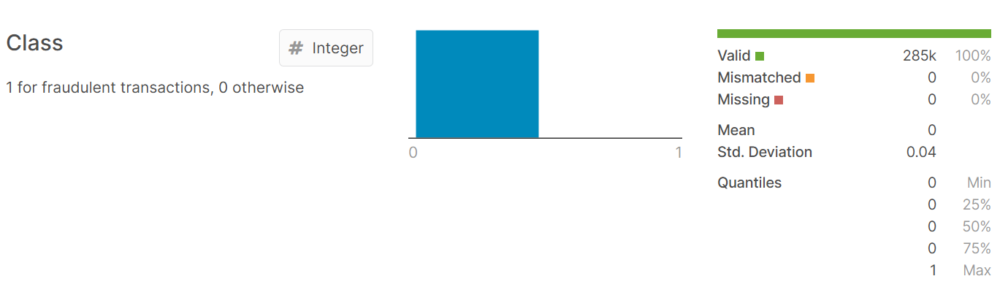 Class
# Integer
1 for fraudulent transactions, 0 otherwise
0 1
Valid 285k 100%
Mismatched 0 0%
Missing 0 0%
Mean 0
Std. Deviation 0.04
Quantiles 0 Min
0 25%
0 50%
0 75%
1 Max